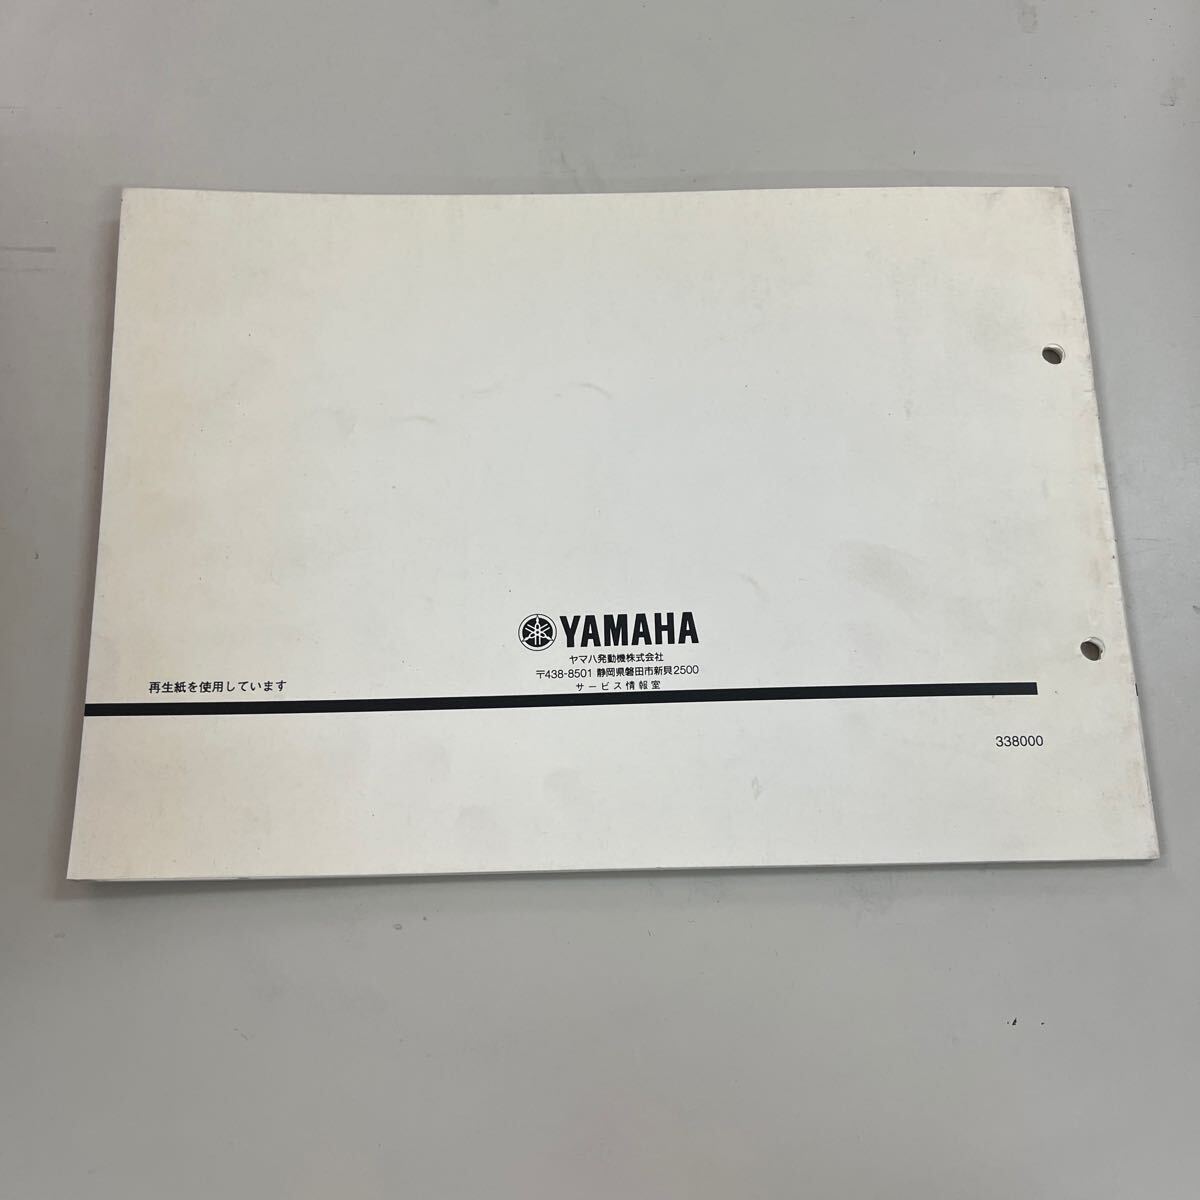 YAMAHA
ヤマハ発動機株式会社
〒438-8501 静岡県磐田市新貝2500
サービス情報室
再生紙を使用しています
338000